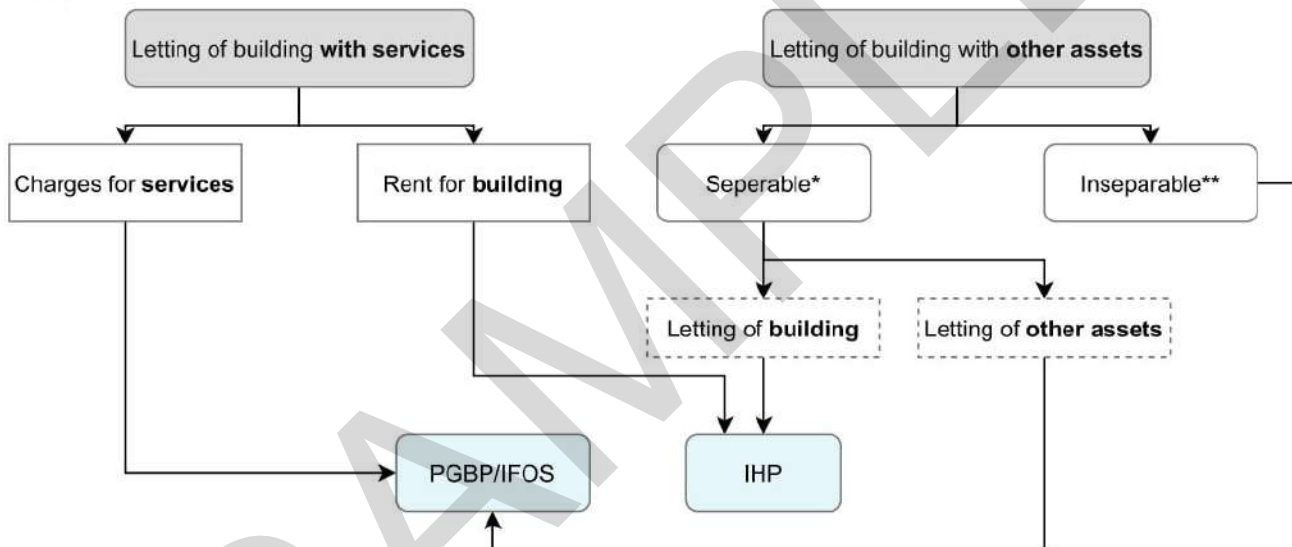 Letting of building with services
Letting of building with other assets
Charges for services
Rent for building
Seperable*
Inseparable**
Letting of building
Letting of other assets
PGBP/IFOS
IHP
SAMPLE